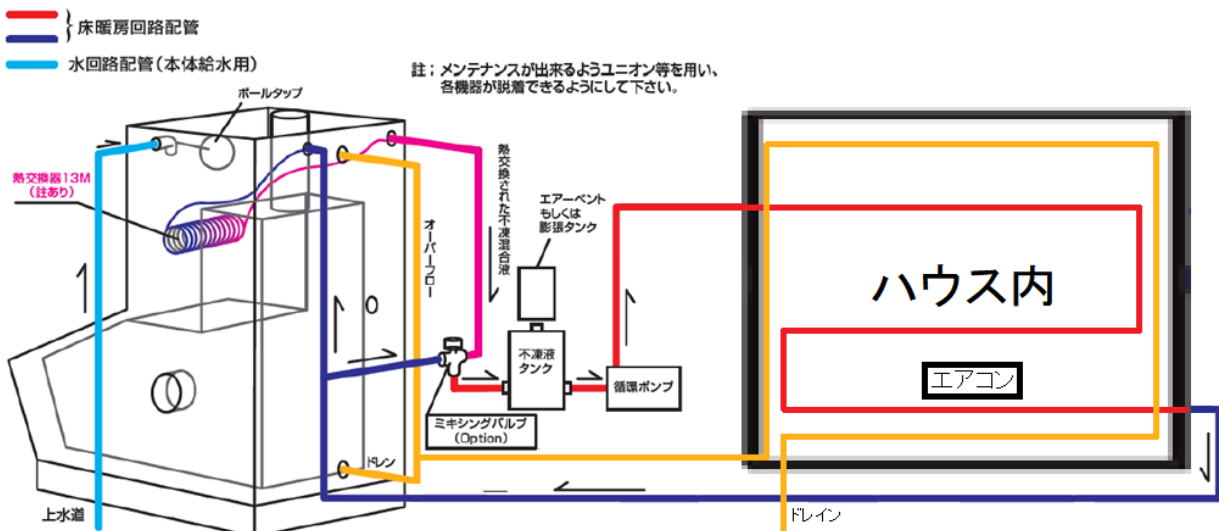 床暖房回路配管
水回路配管(本体給水用)
註；メンテナンスが出来るようユニオン等を用い、
各機器が脱着できるようにして下さい。
ボールタップ
熱交換器13M
(註あり)
オーバーフロー
熱交換された不凍混合液
エアーベント
もしくは
膨張タンク
ハウス内
不凍液
タンク
循環ポンプ
エアコン
ミキシングバルブ
(Option)
ドレン
上水道
ドレイン